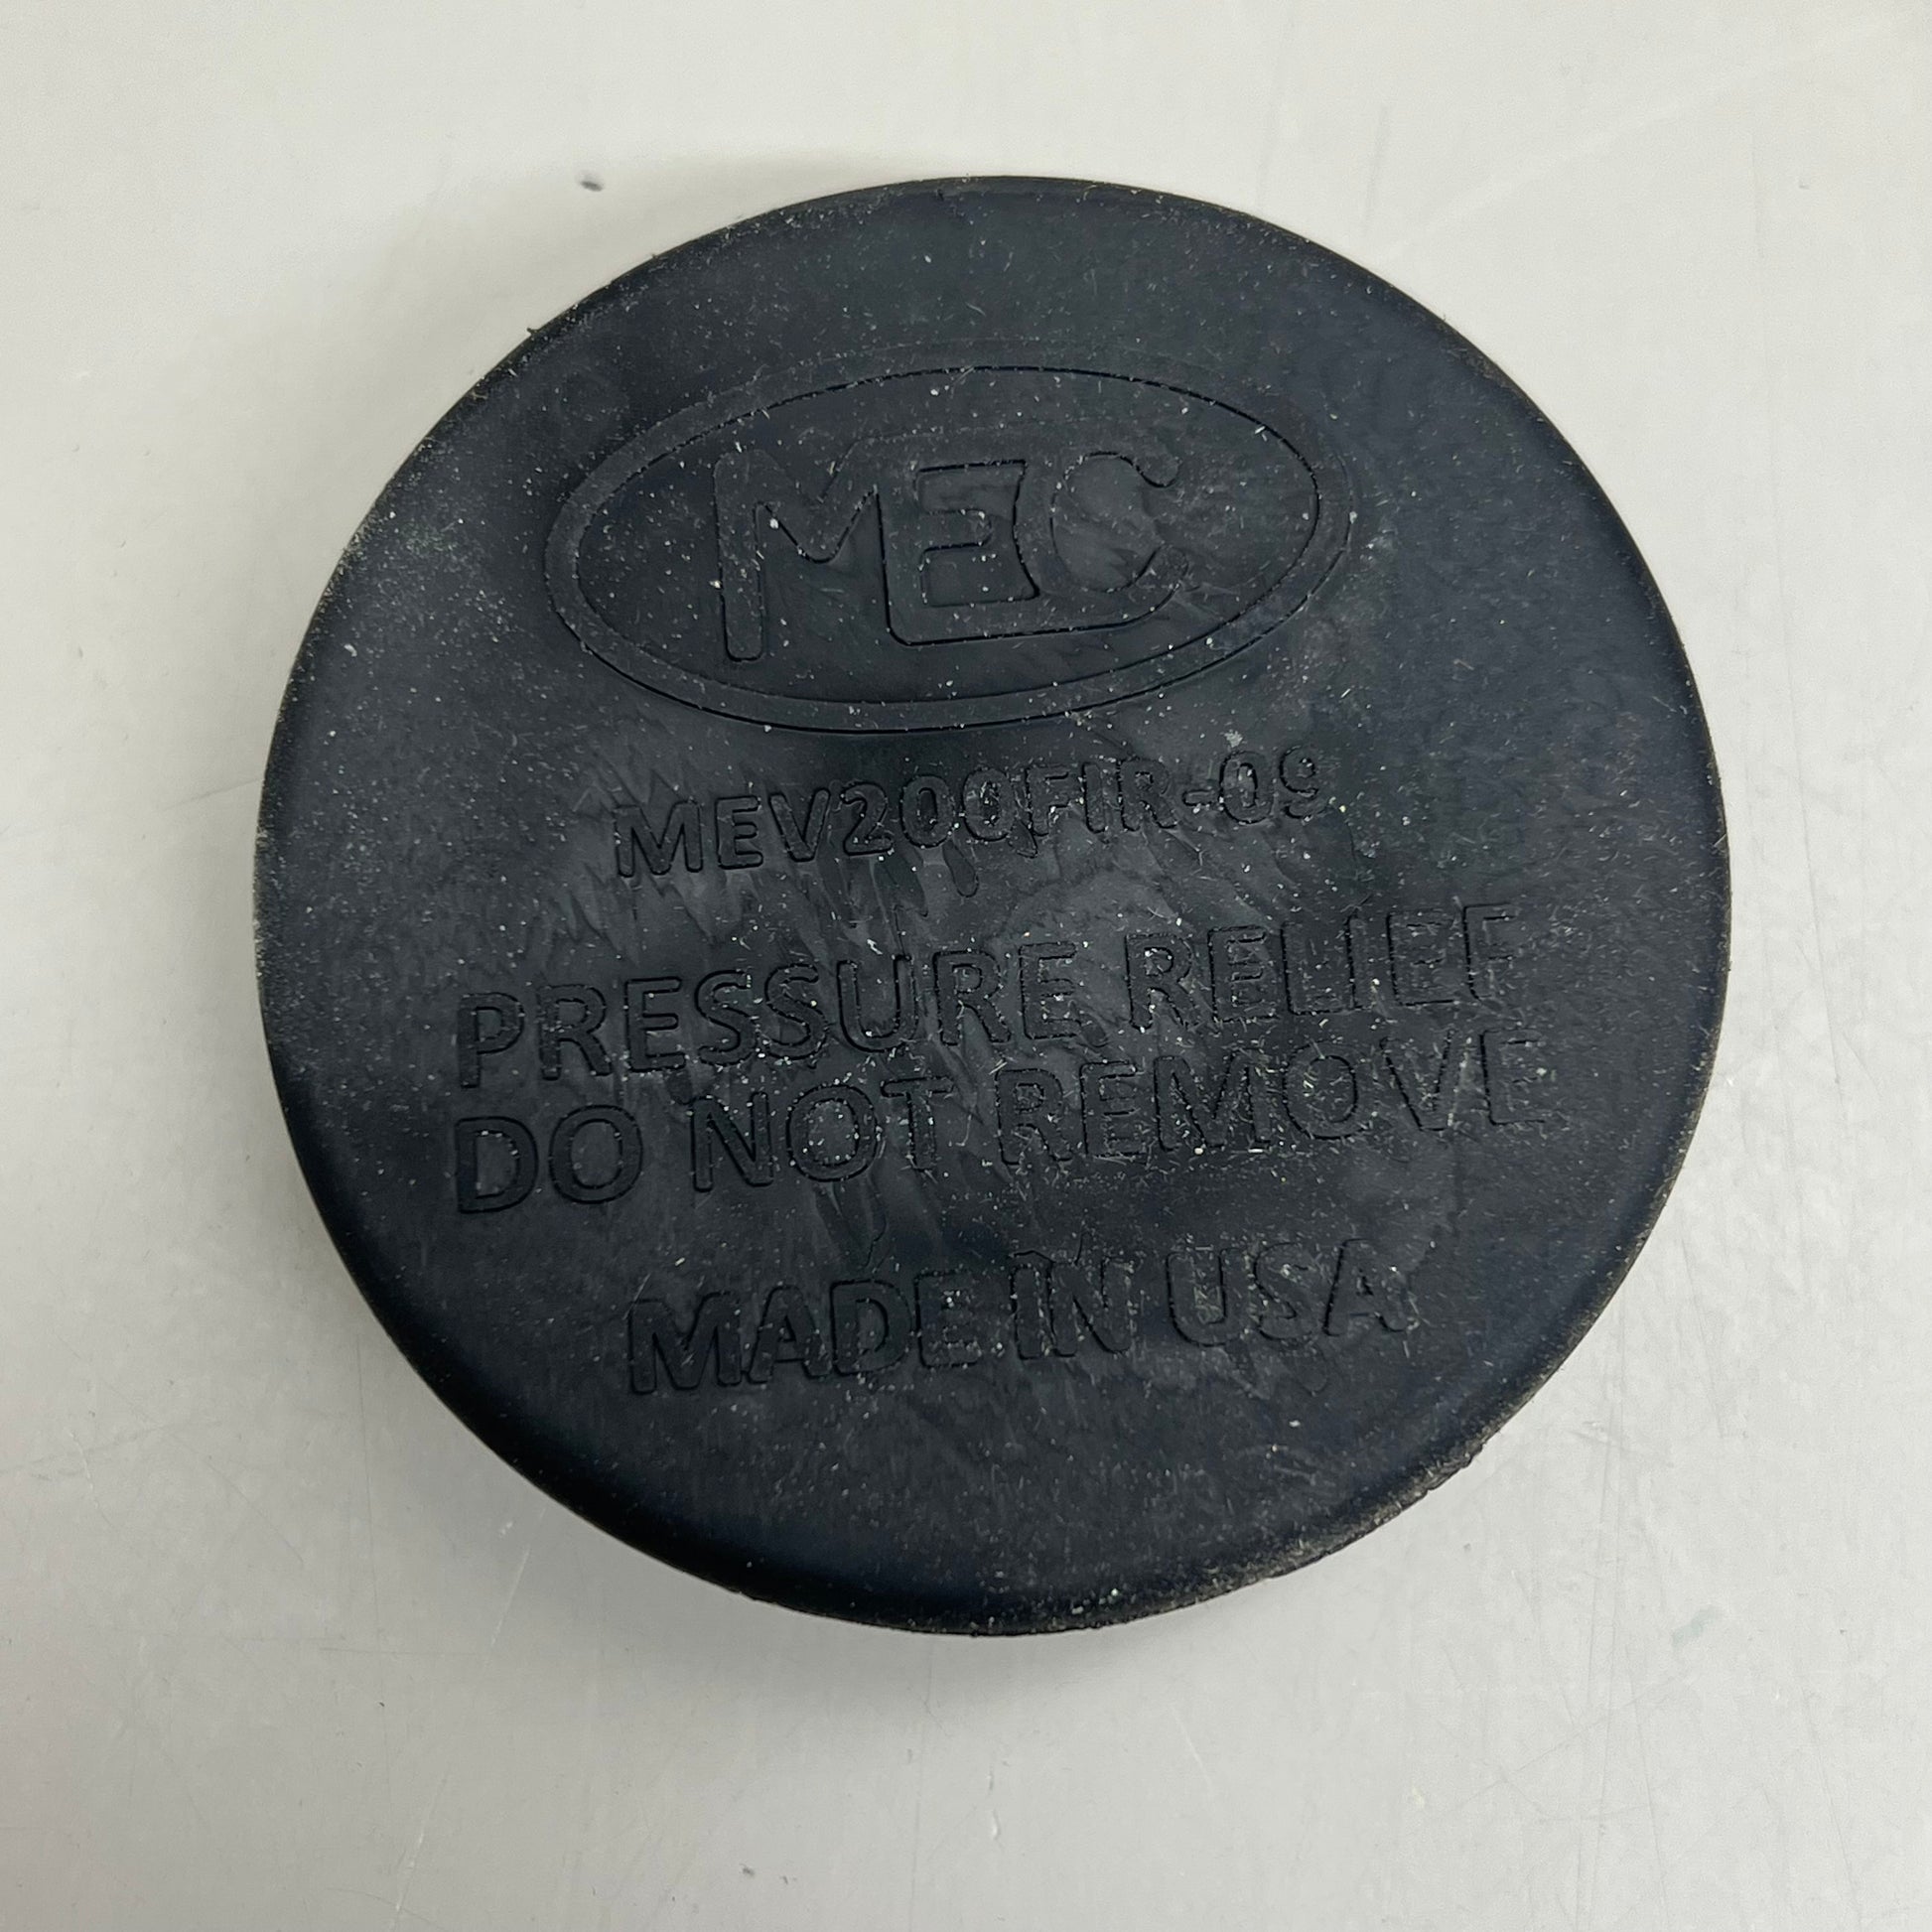 MEC
MEV200FIR-09
PRESSURE RELIEF
DO NOT REMOVE
MADE IN USA